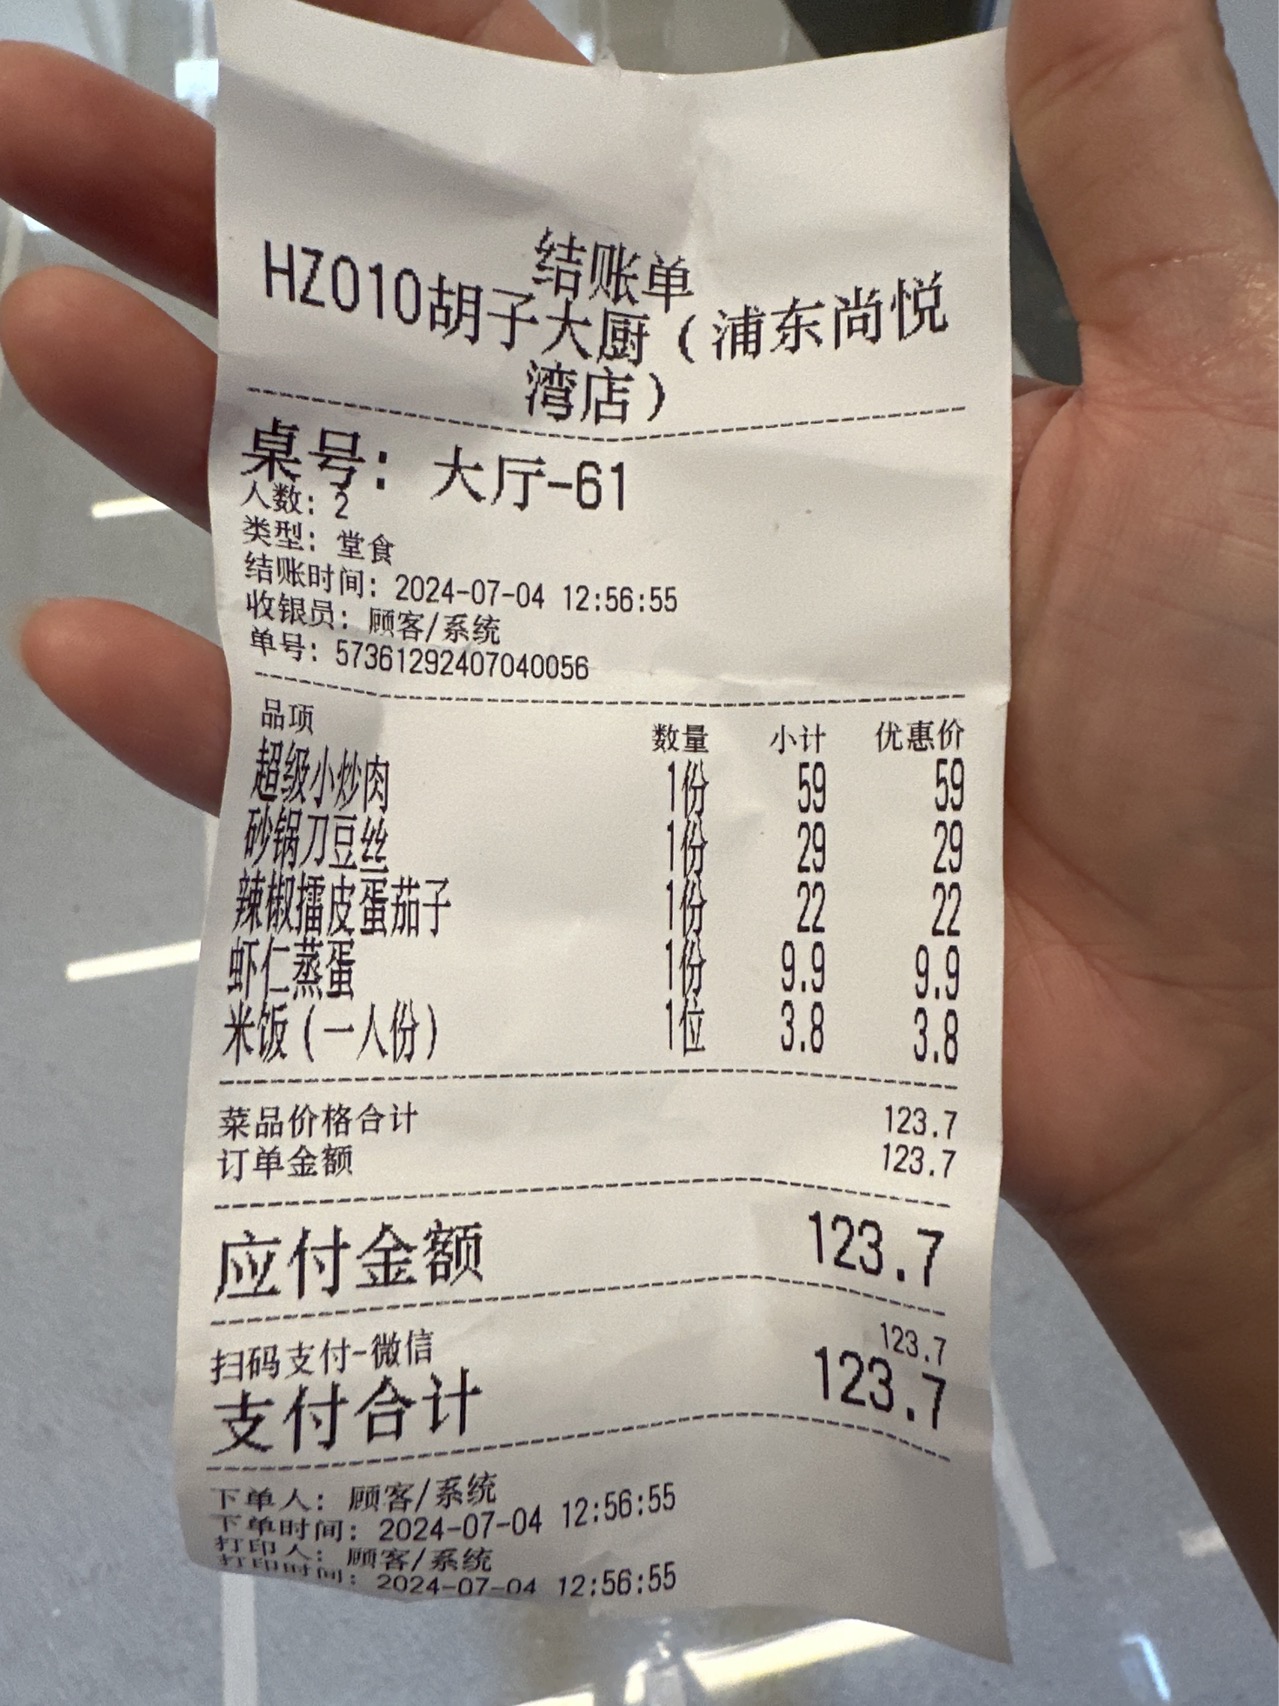 结账单
HZ010胡子大厨（浦东尚悦
湾店）
桌号：大厅-61
人数：2
类型：堂食
结账时间：2024-07-04 12:56:55
收银员：顾客/系统
单号：57361292407040056
品项 数量 小计 优惠价
超级小炒肉 1份 59 59
砂锅刀豆丝 1份 29 29
辣椒擂皮蛋茄子 1份 22 22
虾仁蒸蛋 1份 9.9 9.9
米饭（一人份） 1位 3.8 3.8
菜品价格合计 123.7
订单金额 123.7
应付金额 123.7
扫码支付-微信 123.7
支付合计 123.7
下单人：顾客/系统
下单时间：2024-07-04 12:56:55
打印人：顾客/系统
打印时间：2024-07-04 12:56:55